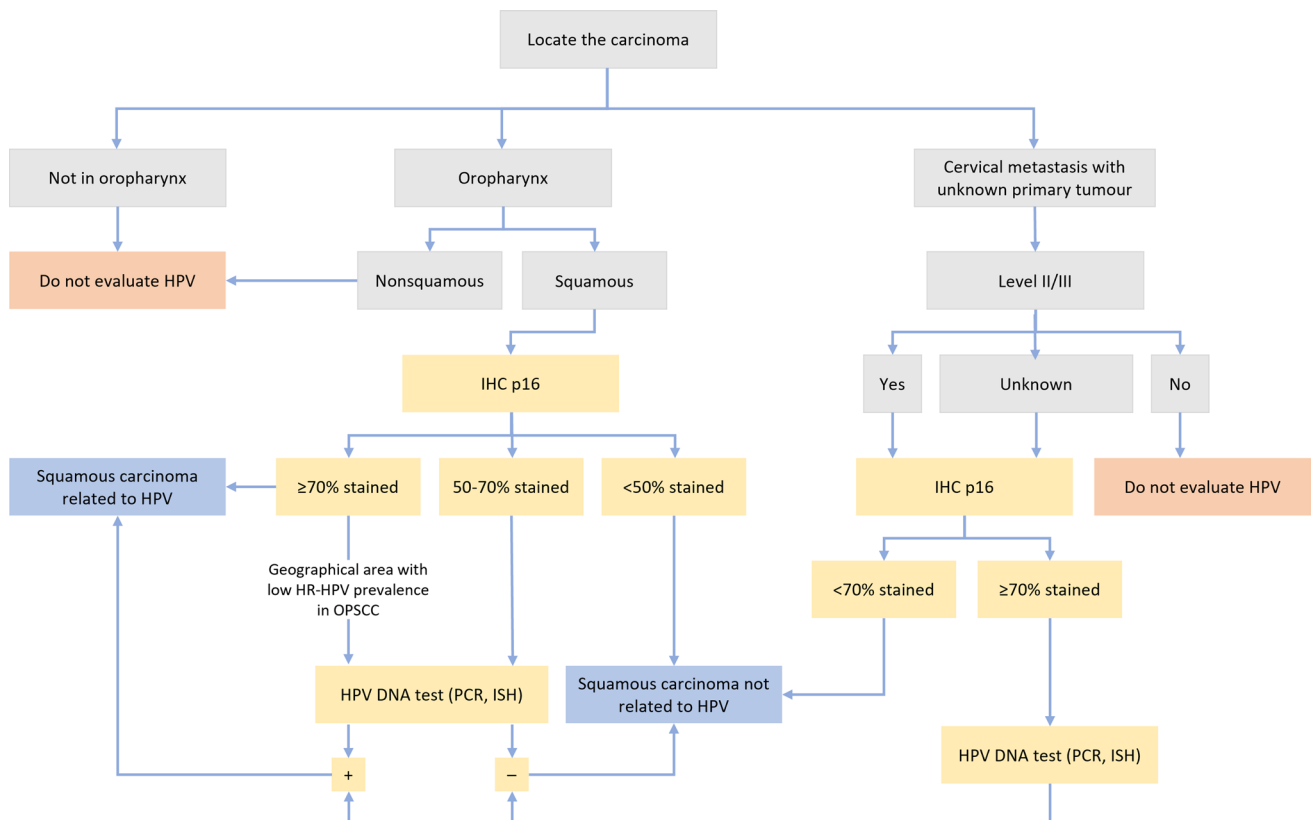 Locate the carcinoma
Not in oropharynx
Oropharynx
Cervical metastasis with
unknown primary tumour
Do not evaluate HPV
Nonsquamous
Squamous
Level II/III
IHC p16
Yes
Unknown
No
Squamous carcinoma
related to HPV
≥70% stained
50-70% stained
<50% stained
IHC p16
Do not evaluate HPV
Geographical area with
low HR-HPV prevalence
in OPSCC
<70% stained
≥70% stained
HPV DNA test (PCR, ISH)
Squamous carcinoma not
related to HPV
HPV DNA test (PCR, ISH)
+
–